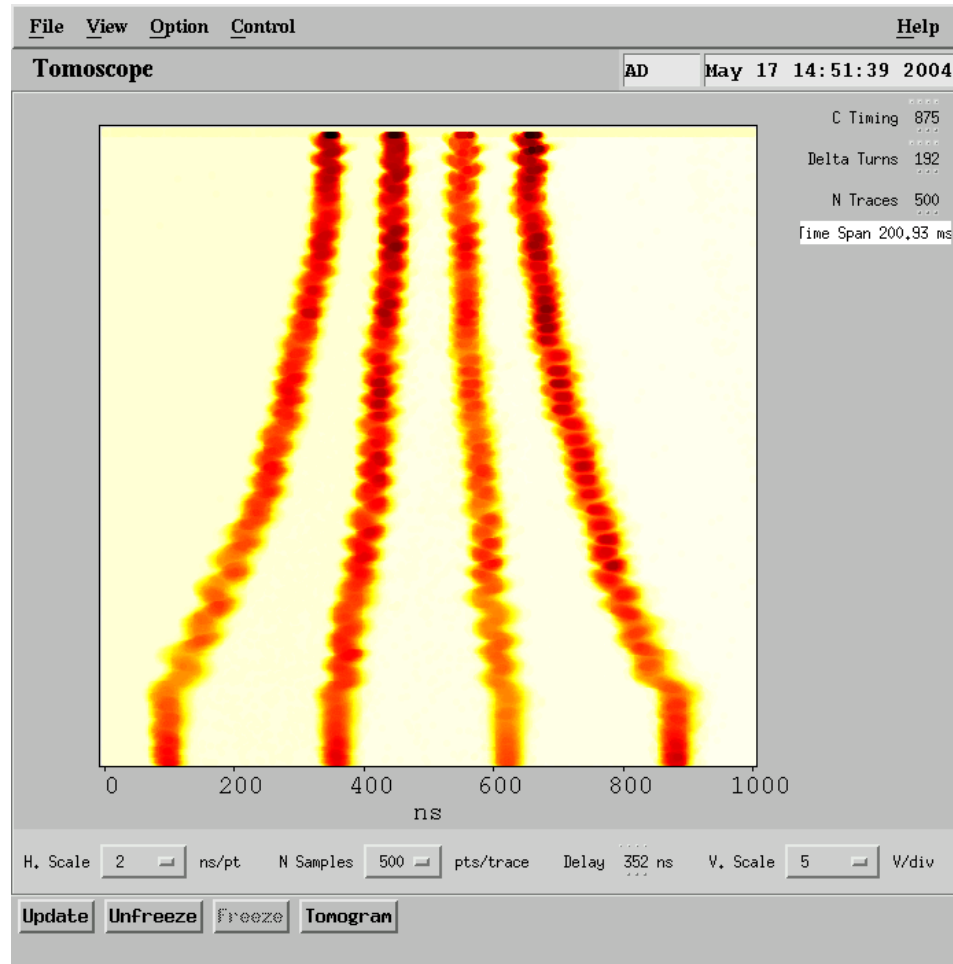 File View Option Control Help
Tomoscope AD May 17 14:51:39 2004
C Timing 875
Delta Turns 192
N Traces 500
Time Span 200.93 ms
0 200 400 600 800 1000
ns
H. Scale 2 ns/pt N Samples 500 pts/trace Delay 352 ns V. Scale 5 V/div
Update Unfreeze Freeze Tomogram